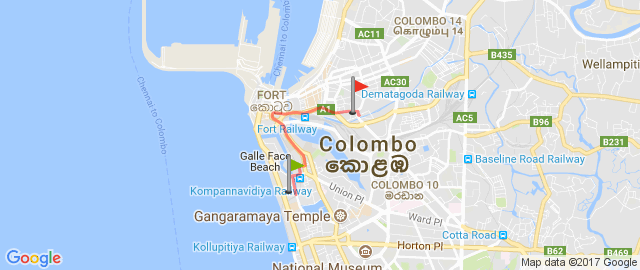 COLOMBO 14
கொழும்பு 14
AC11
B435
Wellampiti
Chennai to Colombo
Chennai to Colombo
FORT
කොටුව
AC30
Dematagoda Railway
A1
AC5
Fort Railway
B96
B231
Colombo
කොළඹ
Galle Face
Beach
Baseline Road Railway
Kompannavidiya Railway
Union Pl
COLOMBO 10
මරදාන
Gangaramaya Temple
Ward Pl
Cotta Road
Kollupitiya Railway
Horton Pl
B62
B469
Google
National Museum
Map data ©2017 Google